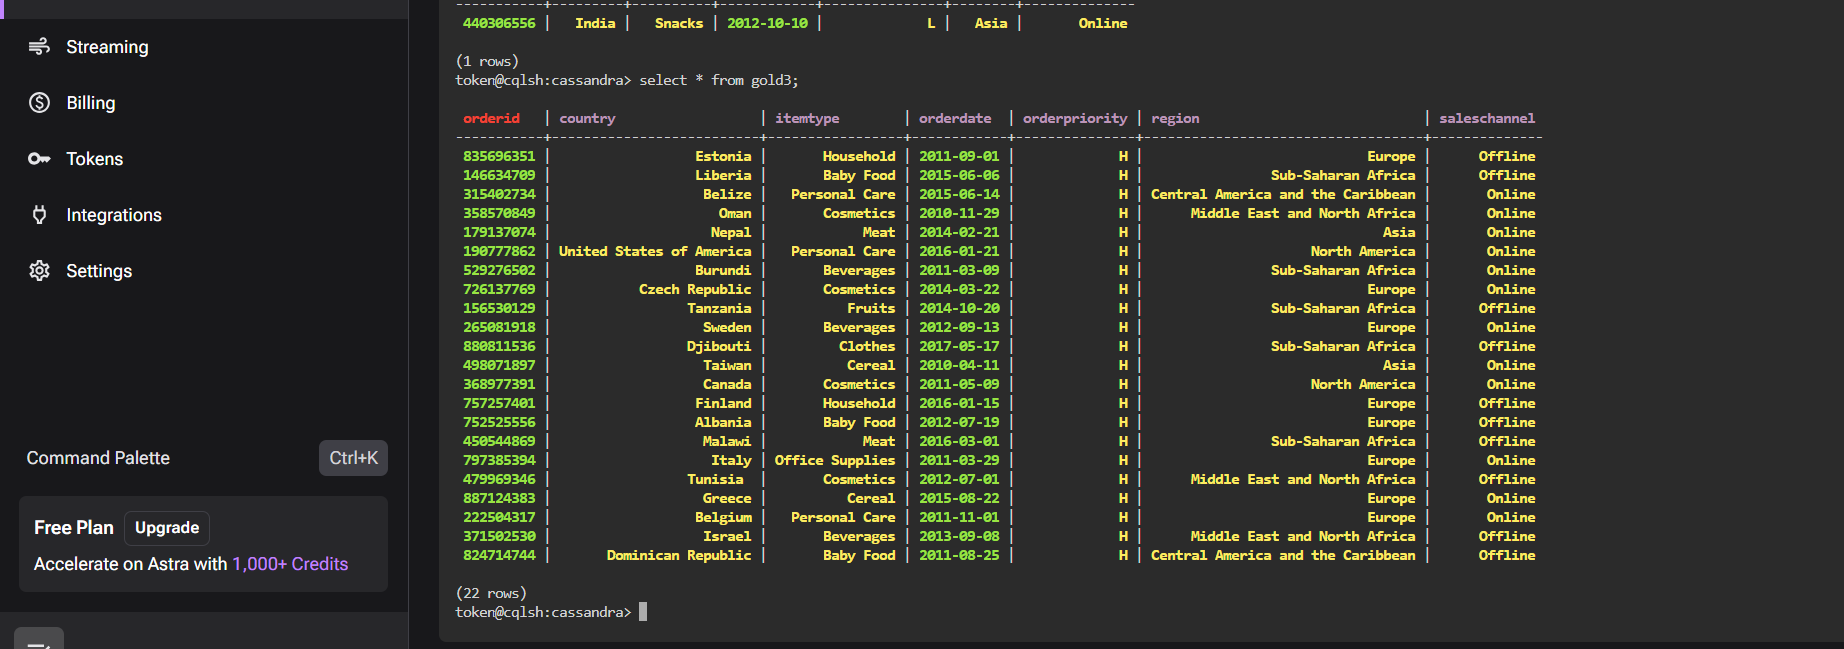 Streaming
Billing
Tokens
Integrations
Settings
Command Palette Ctrl+K
Free Plan Upgrade
Accelerate on Astra with 1,000+ Credits
440306556 | India | Snacks | 2012-10-10 | L | Asia | Online
(1 rows)
token@cqlsh:cassandra> select * from gold3;
orderid | country | itemtype | orderdate | orderpriority | region | saleschannel
835696351 | Estonia | Household | 2011-09-01 | H | Europe | Offline
146634709 | Liberia | Baby Food | 2015-06-06 | H | Sub-Saharan Africa | Offline
315402734 | Belize | Personal Care | 2015-06-14 | H | Central America and the Caribbean | Online
358570849 | Oman | Cosmetics | 2010-11-29 | H | Middle East and North Africa | Online
179137074 | Nepal | Meat | 2014-02-21 | H | Asia | Online
190777862 | United States of America | Personal Care | 2016-01-21 | H | North America | Online
529276502 | Burundi | Beverages | 2011-03-09 | H | Sub-Saharan Africa | Online
726137769 | Czech Republic | Cosmetics | 2014-03-22 | H | Europe | Online
156530129 | Tanzania | Fruits | 2014-10-20 | H | Sub-Saharan Africa | Offline
265081918 | Sweden | Beverages | 2012-09-13 | H | Europe | Online
880811536 | Djibouti | Clothes | 2017-05-17 | H | Sub-Saharan Africa | Offline
498071897 | Taiwan | Cereal | 2010-04-11 | H | Asia | Online
368977391 | Canada | Cosmetics | 2011-05-09 | H | North America | Online
757257401 | Finland | Household | 2016-01-15 | H | Europe | Offline
752525556 | Albania | Baby Food | 2012-07-19 | H | Europe | Offline
450544869 | Malawi | Meat | 2016-03-01 | H | Sub-Saharan Africa | Offline
797385394 | Italy | Office Supplies | 2011-03-29 | H | Europe | Online
479969346 | Tunisia | Cosmetics | 2012-07-01 | H | Middle East and North Africa | Offline
887124383 | Greece | Cereal | 2015-08-22 | H | Europe | Online
222504317 | Belgium | Personal Care | 2011-11-01 | H | Europe | Online
371502530 | Israel | Beverages | 2013-09-08 | H | Middle East and North Africa | Offline
824714744 | Dominican Republic | Baby Food | 2011-08-25 | H | Central America and the Caribbean | Offline
(22 rows)
token@cqlsh:cassandra>